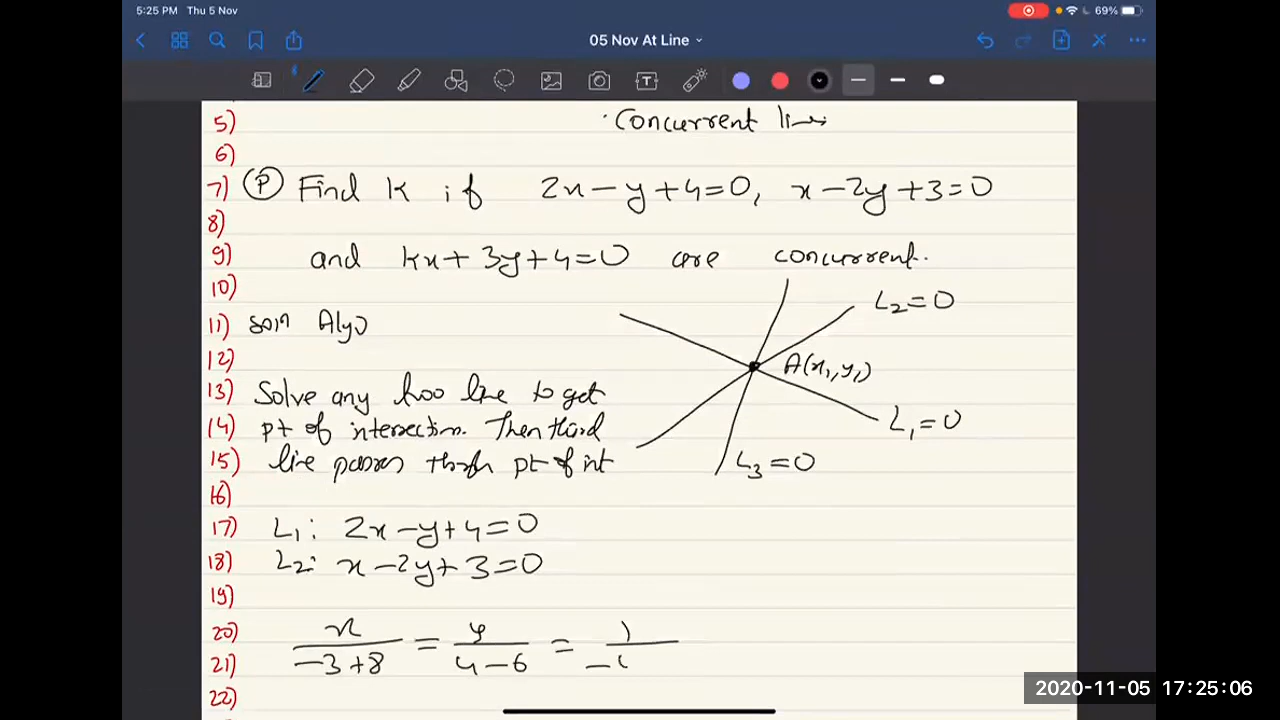 5:25 PM Thu 5 Nov 69%
05 Nov At Line
5) Concurrent lines
6)
7) (P) Find K if 2x - y + 4 = 0, x - 2y + 3 = 0
8)
9) and kx + 3y + 4 = 0 are concurrent.
10)
L₂ = 0
11) Soln Algo
12)
A(x₁, y₁)
13) Solve any two line to get
14) pt of intersection. Then third
L₁ = 0
15) line passes through pt of int
L₃ = 0
16)
17) L₁: 2x - y + 4 = 0
18) L₂: x - 2y + 3 = 0
19)
20) x y 1
21) -3+8 = 4-6 = -4
22)
2020-11-05 17:25:06